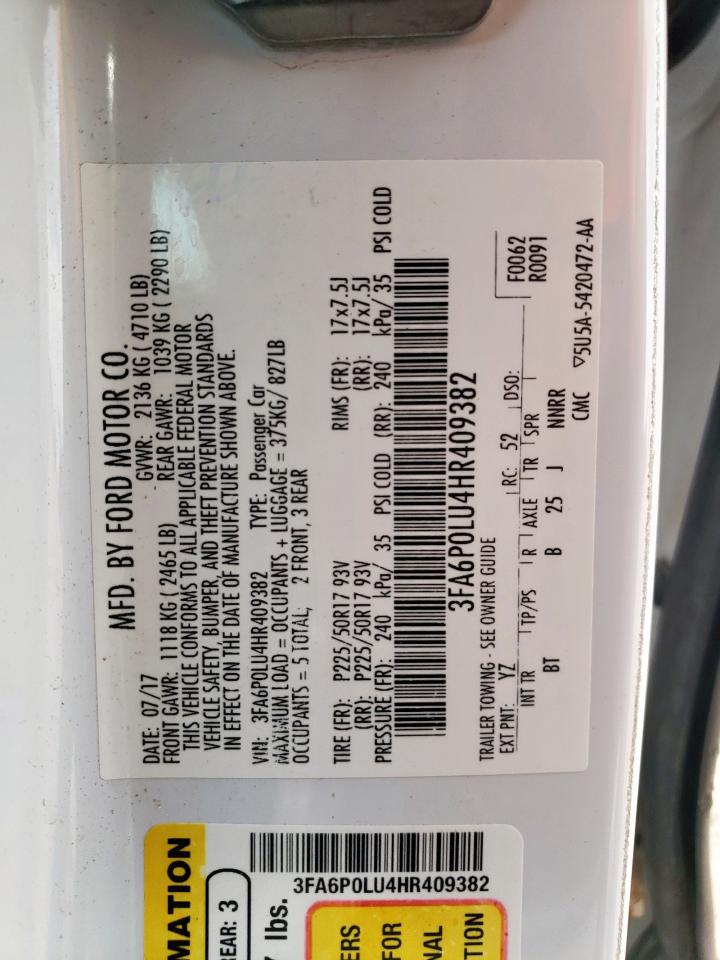 MFD. BY FORD MOTOR CO.
DATE: 07/17 GVWR: 2136 KG ( 4710 LB)
FRONT GAWR: 1118 KG ( 2465 LB) REAR GAWR: 1039 KG ( 2290 LB)
THIS VEHICLE CONFORMS TO ALL APPLICABLE FEDERAL MOTOR
VEHICLE SAFETY, BUMPER, AND THEFT PREVENTION STANDARDS
IN EFFECT ON THE DATE OF MANUFACTURE SHOWN ABOVE.
VIN: 3FA6P0LU4HR409382 TYPE: Passenger Car
MAXIMUM LOAD = OCCUPANTS + LUGGAGE = 375KG/ 827LB
OCCUPANTS = 5 TOTAL; 2 FRONT, 3 REAR
TIRE (FR): P225/50R17 93V RIMS (FR): 17x7.5J
(RR): P225/50R17 93V (RR): 17x7.5J
PRESSURE (FR): 240 kPa/ 35 PSI COLD (RR): 240 kPa/ 35 PSI COLD
3FA6P0LU4HR409382
TRAILER TOWING - SEE OWNER GUIDE
F0062
R0091
EXT PNT: YZ RC: 52 DSO:
INT TR TP/PS R AXLE TR SPR
BT B 25 J NNRR
CMC ▽5U5A-5420472-AA
MATION
REAR: 3
3FA6P0LU4HR409382
lbs.
ERS
FOR
NAL
TION